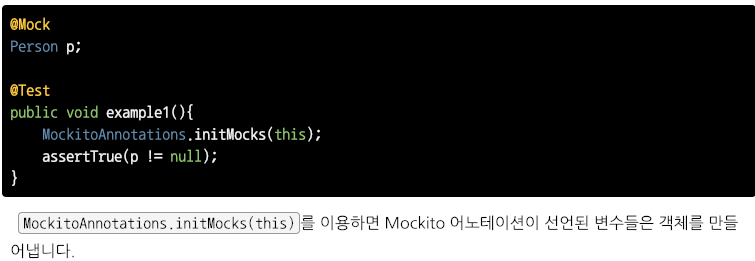 @Mock
Person p;
@Test
public void example1(){
    MockitoAnnotations.initMocks(this);
    assertTrue(p != null);
}
MockitoAnnotations.initMocks(this)를 이용하면 Mockito 어노테이션이 선언된 변수들은 객체를 만들
어냅니다.